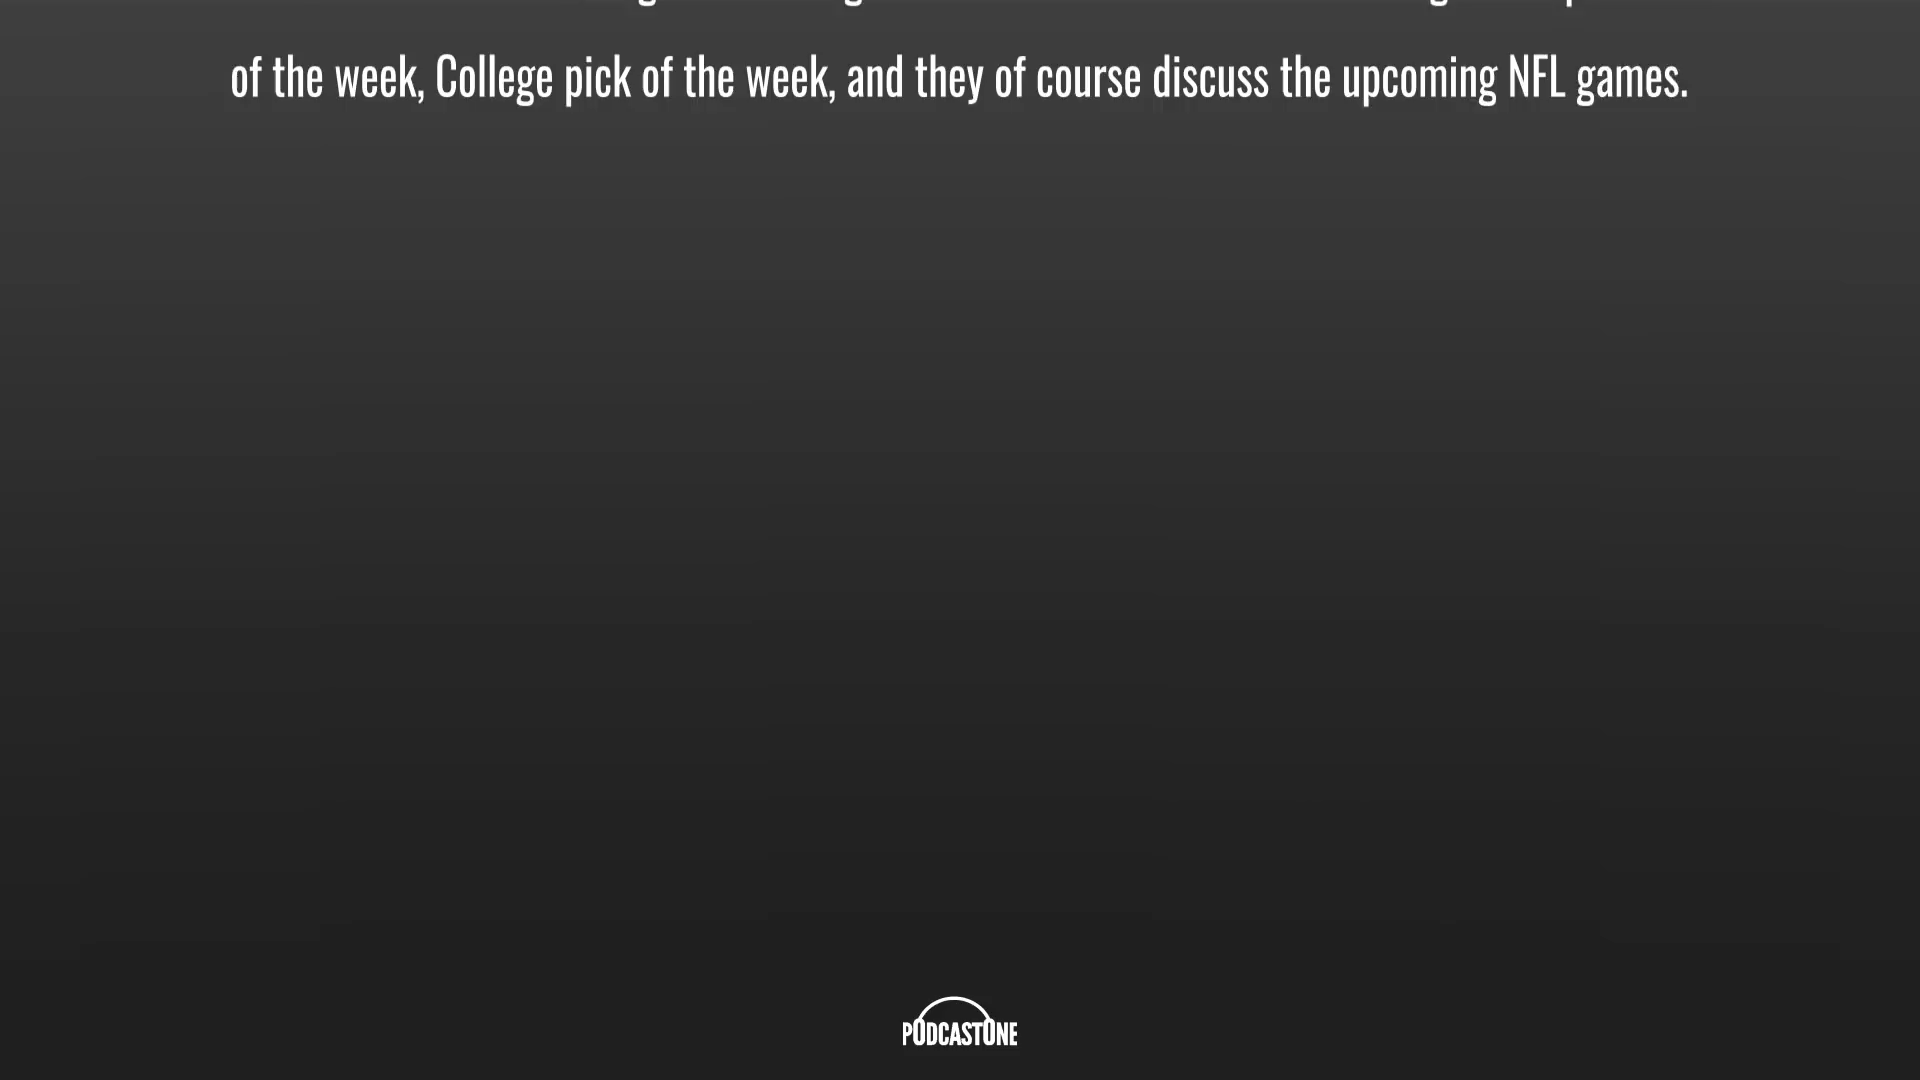 of the week, College pick of the week, and they of course discuss the upcoming NFL games.
PODCASTONE